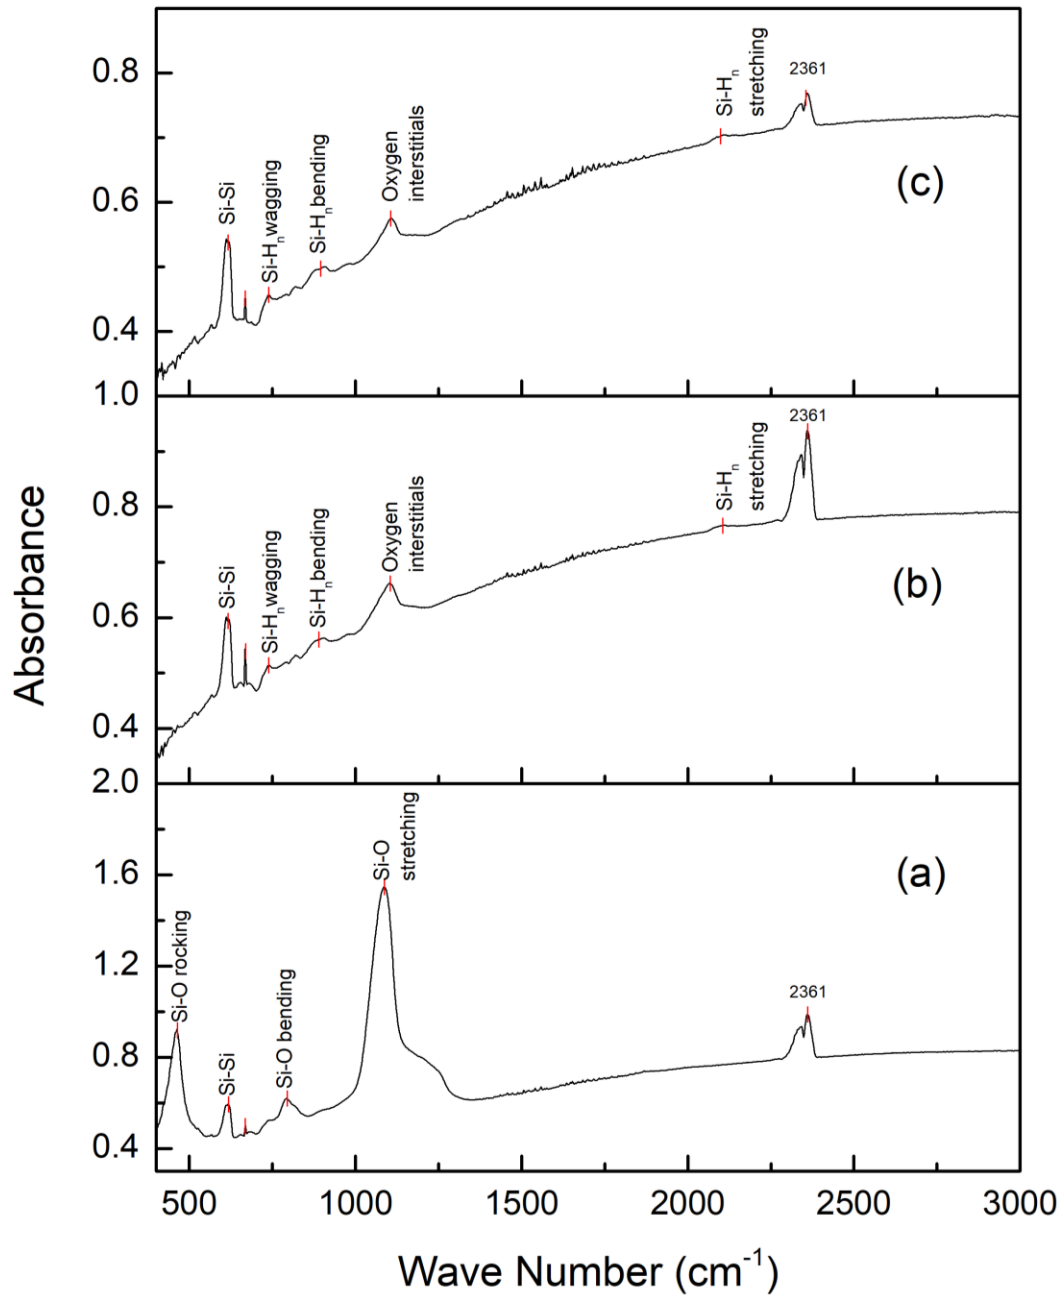 Absorbance
0.8
0.6
0.4
Si-Si
Si-Hn wagging
Si-Hn bending
Oxygen
interstitials
Si-Hn
stretching
2361
(c)
1.0
0.8
0.6
0.4
Si-Si
Si-Hn wagging
Si-Hn bending
Oxygen
interstitials
Si-Hn
stretching
2361
(b)
2.0
1.6
1.2
0.8
0.4
Si-O rocking
Si-Si
Si-O bending
Si-O
stretching
2361
(a)
500 1000 1500 2000 2500 3000
Wave Number (cm⁻¹)